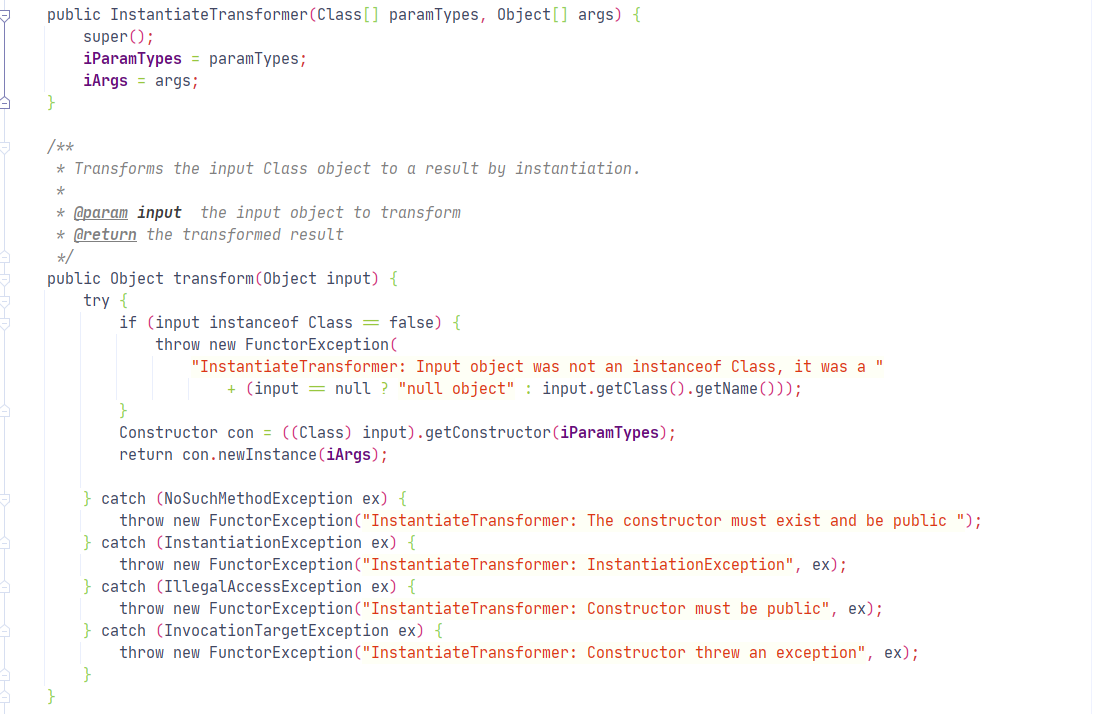 public InstantiateTransformer(Class[] paramTypes, Object[] args) {
    super();
    iParamTypes = paramTypes;
    iArgs = args;
}
/**
 * Transforms the input Class object to a result by instantiation.
 *
 * @param input  the input object to transform
 * @return the transformed result
 */
public Object transform(Object input) {
    try {
        if (input instanceof Class == false) {
            throw new FunctorException(
                "InstantiateTransformer: Input object was not an instanceof Class, it was a "
                    + (input == null ? "null object" : input.getClass().getName()));
        }
        Constructor con = ((Class) input).getConstructor(iParamTypes);
        return con.newInstance(iArgs);
    } catch (NoSuchMethodException ex) {
        throw new FunctorException("InstantiateTransformer: The constructor must exist and be public ");
    } catch (InstantiationException ex) {
        throw new FunctorException("InstantiateTransformer: InstantiationException", ex);
    } catch (IllegalAccessException ex) {
        throw new FunctorException("InstantiateTransformer: Constructor must be public", ex);
    } catch (InvocationTargetException ex) {
        throw new FunctorException("InstantiateTransformer: Constructor threw an exception", ex);
    }
}